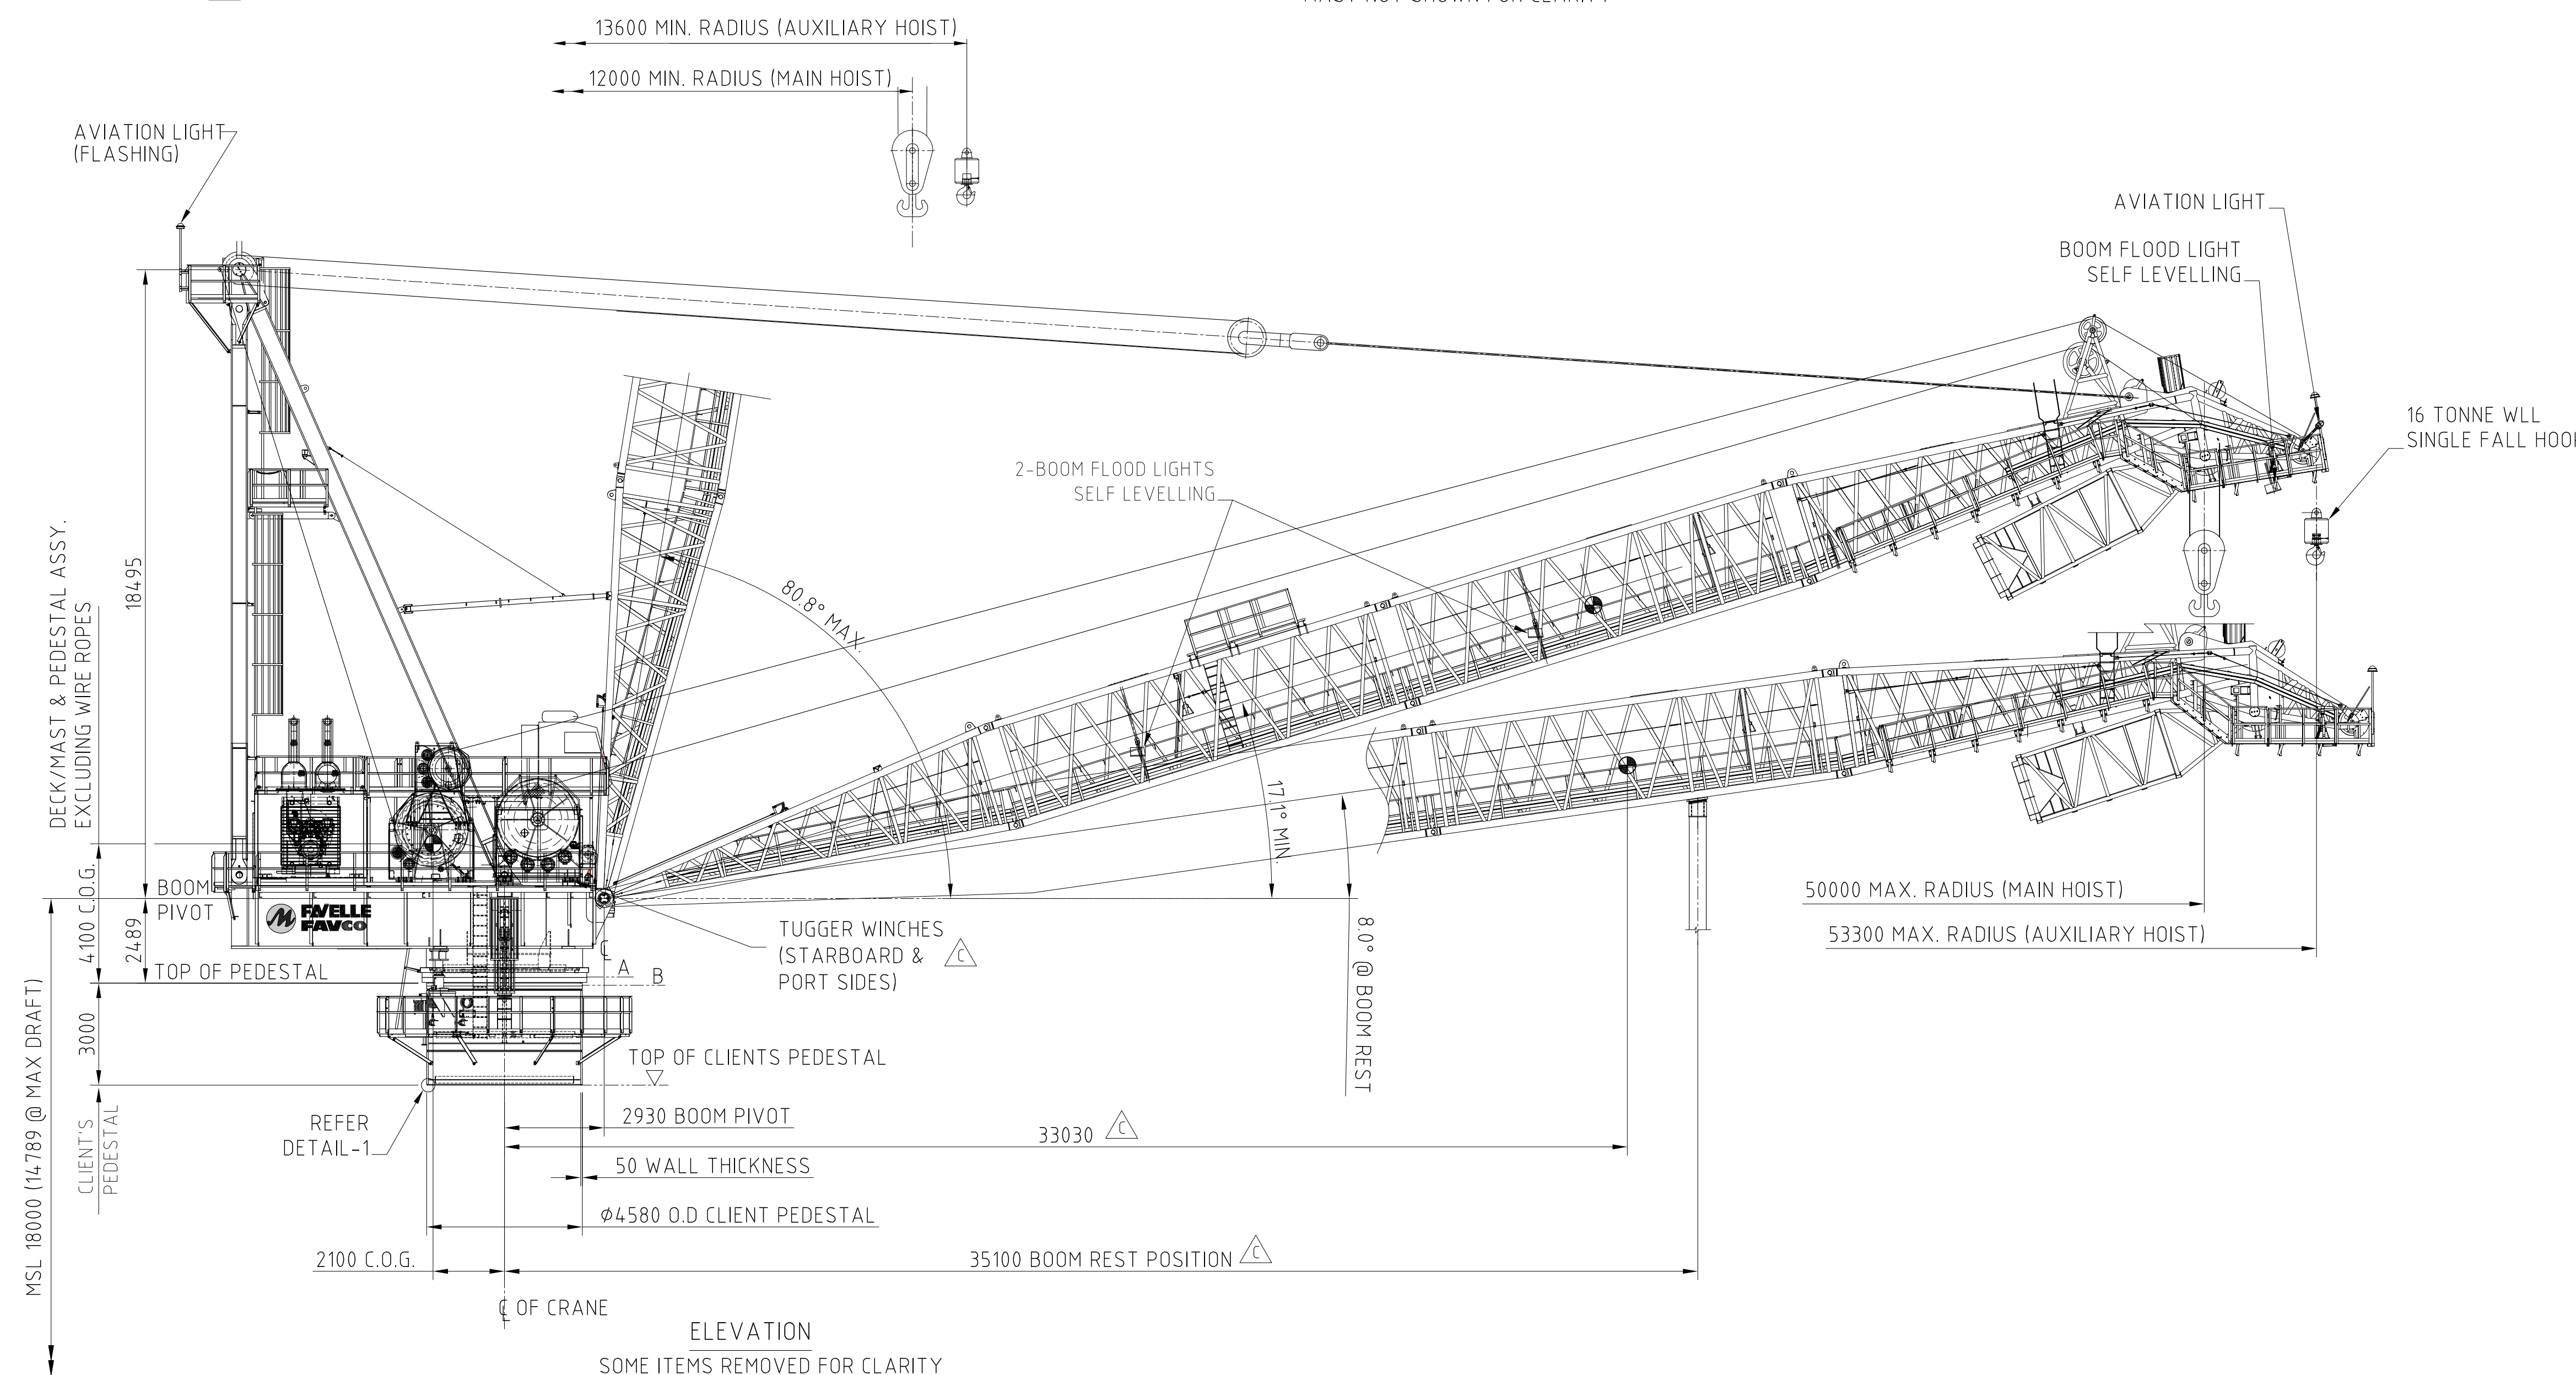 13600 MIN. RADIUS (AUXILIARY HOIST)
12000 MIN. RADIUS (MAIN HOIST)
AVIATION LIGHT
(FLASHING)
AVIATION LIGHT
BOOM FLOOD LIGHT
SELF LEVELLING
16 TONNE WLL
SINGLE FALL HOO
2-BOOM FLOOD LIGHTS
SELF LEVELLING
18495
80.8° MAX.
DECK/MAST & PEDESTAL ASSY.
EXCLUDING WIRE ROPES
17.1° MIN.
4100 C.O.G.
BOOM
PIVOT
2489
M FAVELLE
FAVCO
50000 MAX. RADIUS (MAIN HOIST)
53300 MAX. RADIUS (AUXILIARY HOIST)
TUGGER WINCHES
(STARBOARD &
PORT SIDES)
C
℄
A
B
TOP OF PEDESTAL
8.0° @ BOOM REST
3000
TOP OF CLIENTS PEDESTAL
MSL 18000 (14789 @ MAX DRAFT)
CLIENT'S
PEDESTAL
REFER
DETAIL-1
2930 BOOM PIVOT
33030 C
50 WALL THICKNESS
Ø4580 O.D CLIENT PEDESTAL
2100 C.O.G.
35100 BOOM REST POSITION C
℄ OF CRANE
ELEVATION
SOME ITEMS REMOVED FOR CLARITY